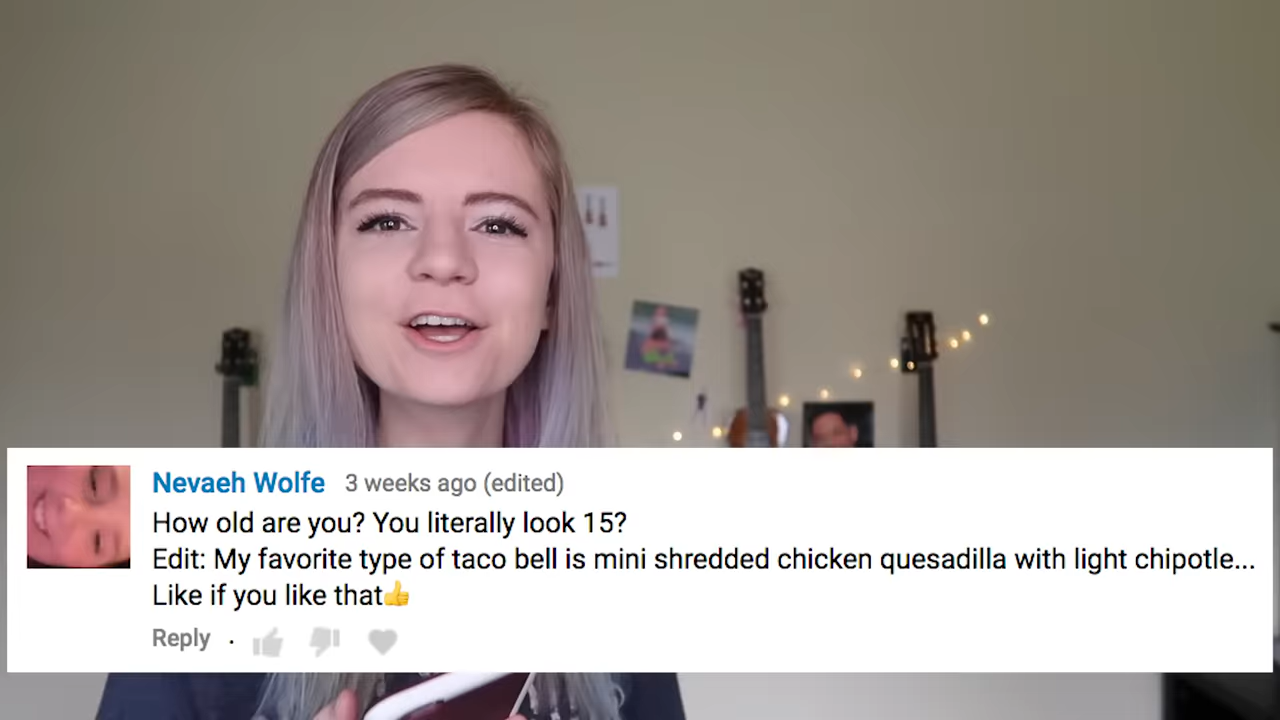 Nevaeh Wolfe 3 weeks ago (edited)
How old are you? You literally look 15?
Edit: My favorite type of taco bell is mini shredded chicken quesadilla with light chipotle...
Like if you like that👍
Reply ·